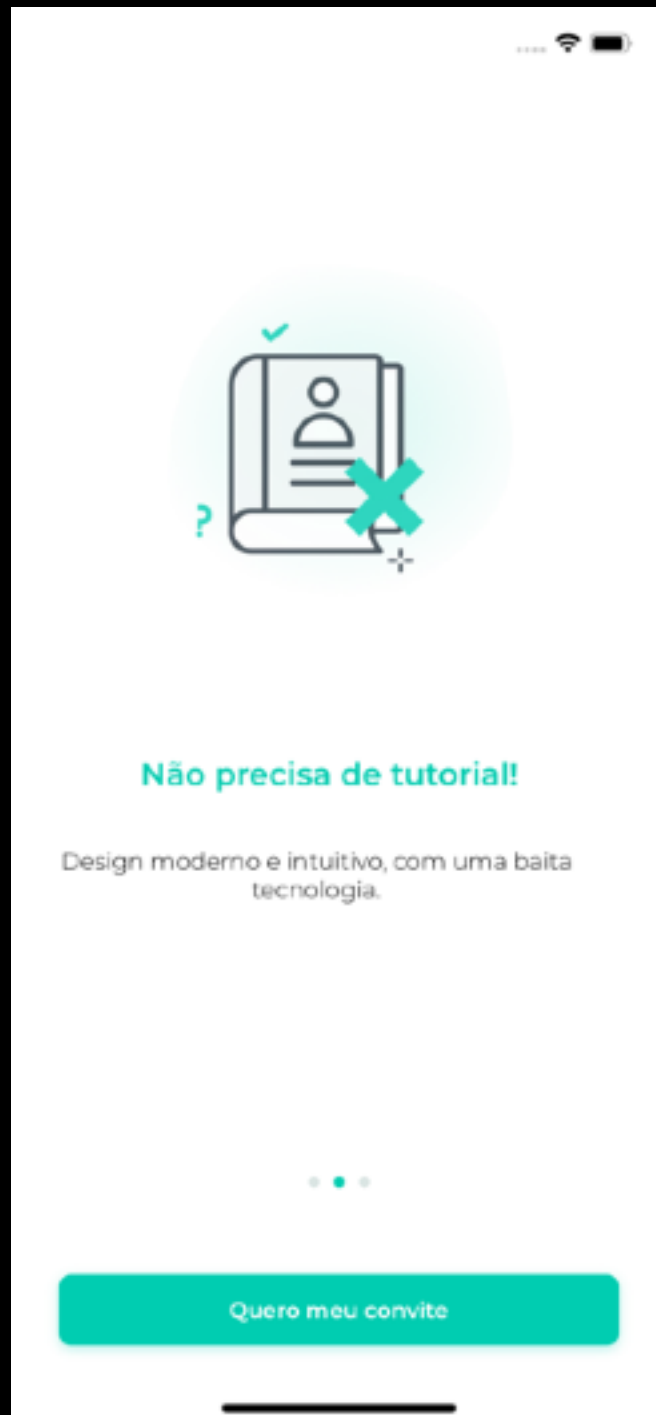 ?
Não precisa de tutorial!
Design moderno e intuitivo, com uma baita
tecnologia.
Quero meu convite